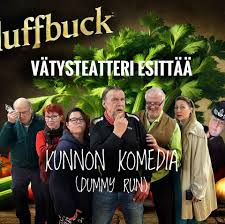 luffbuck
VÄTYSTEATTERI ESITTÄÄ
KUNNON KOMEDIA
(DUMMY RUN)